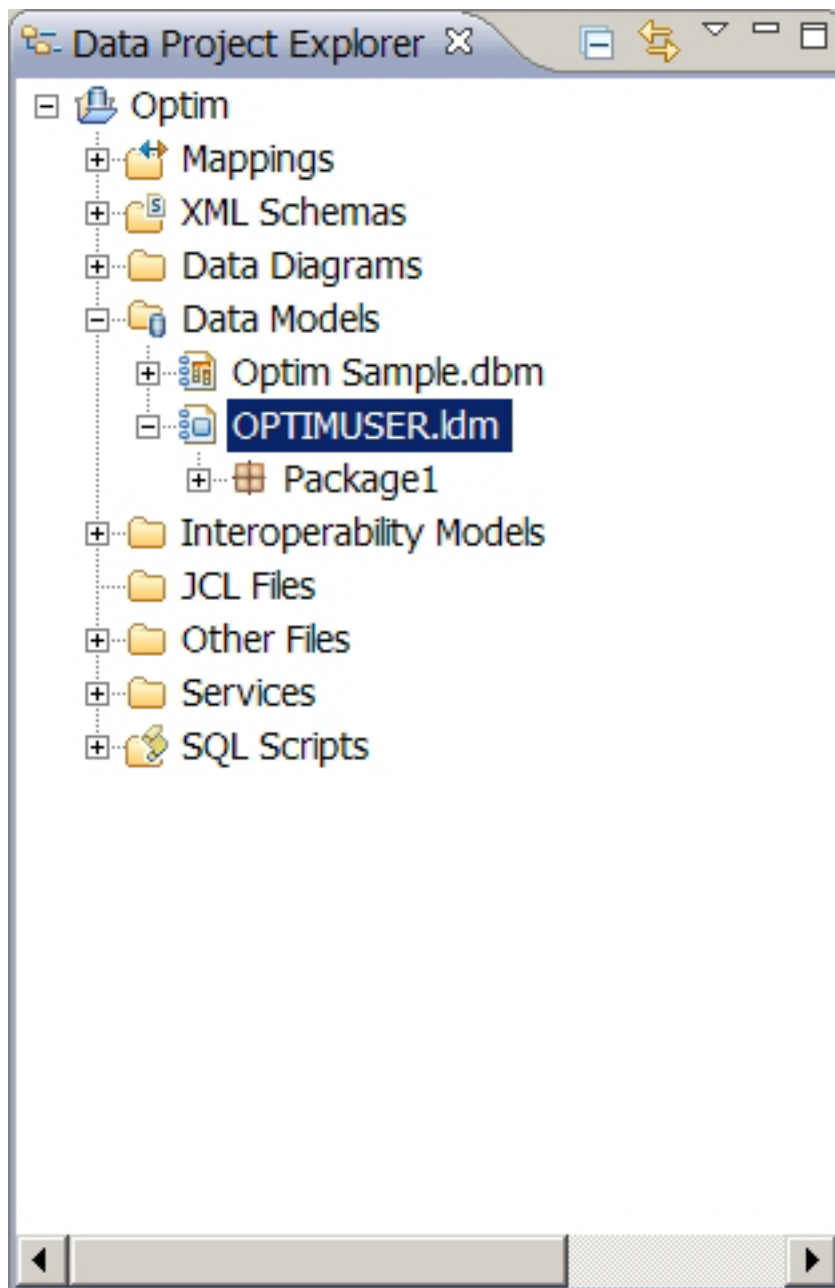 Data Project Explorer
Optim
Mappings
XML Schemas
Data Diagrams
Data Models
Optim Sample.dbm
OPTIMUSER.ldm
Package1
Interoperability Models
JCL Files
Other Files
Services
SQL Scripts